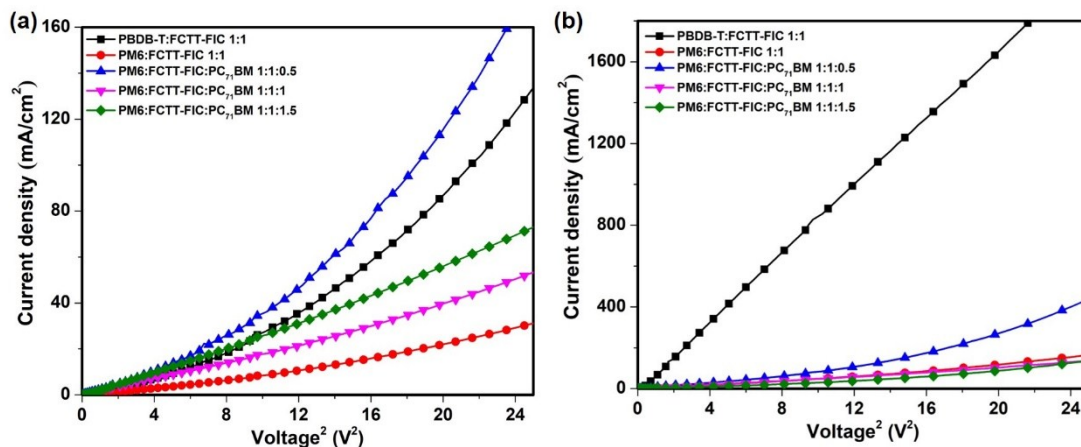 (a)
160
120
80
40
0
Current density (mA/cm²)
PBDB-T:FCTT-FIC 1:1
PM6:FCTT-FIC 1:1
PM6:FCTT-FIC:PC₇₁BM 1:1:0.5
PM6:FCTT-FIC:PC₇₁BM 1:1:1
PM6:FCTT-FIC:PC₇₁BM 1:1:1.5
0 4 8 12 16 20 24
Voltage² (V²)
(b)
1600
1200
800
400
0
Current density (mA/cm²)
PBDB-T:FCTT-FIC 1:1
PM6:FCTT-FIC 1:1
PM6:FCTT-FIC:PC₇₁BM 1:1:0.5
PM6:FCTT-FIC:PC₇₁BM 1:1:1
PM6:FCTT-FIC:PC₇₁BM 1:1:1.5
0 4 8 12 16 20 24
Voltage² (V²)